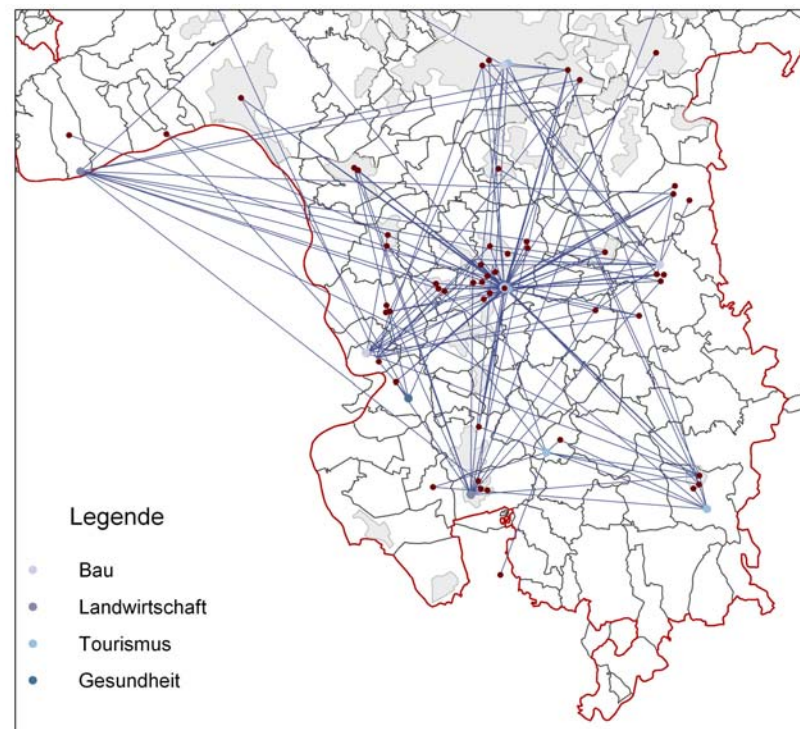 Legende
Bau
Landwirtschaft
Tourismus
Gesundheit